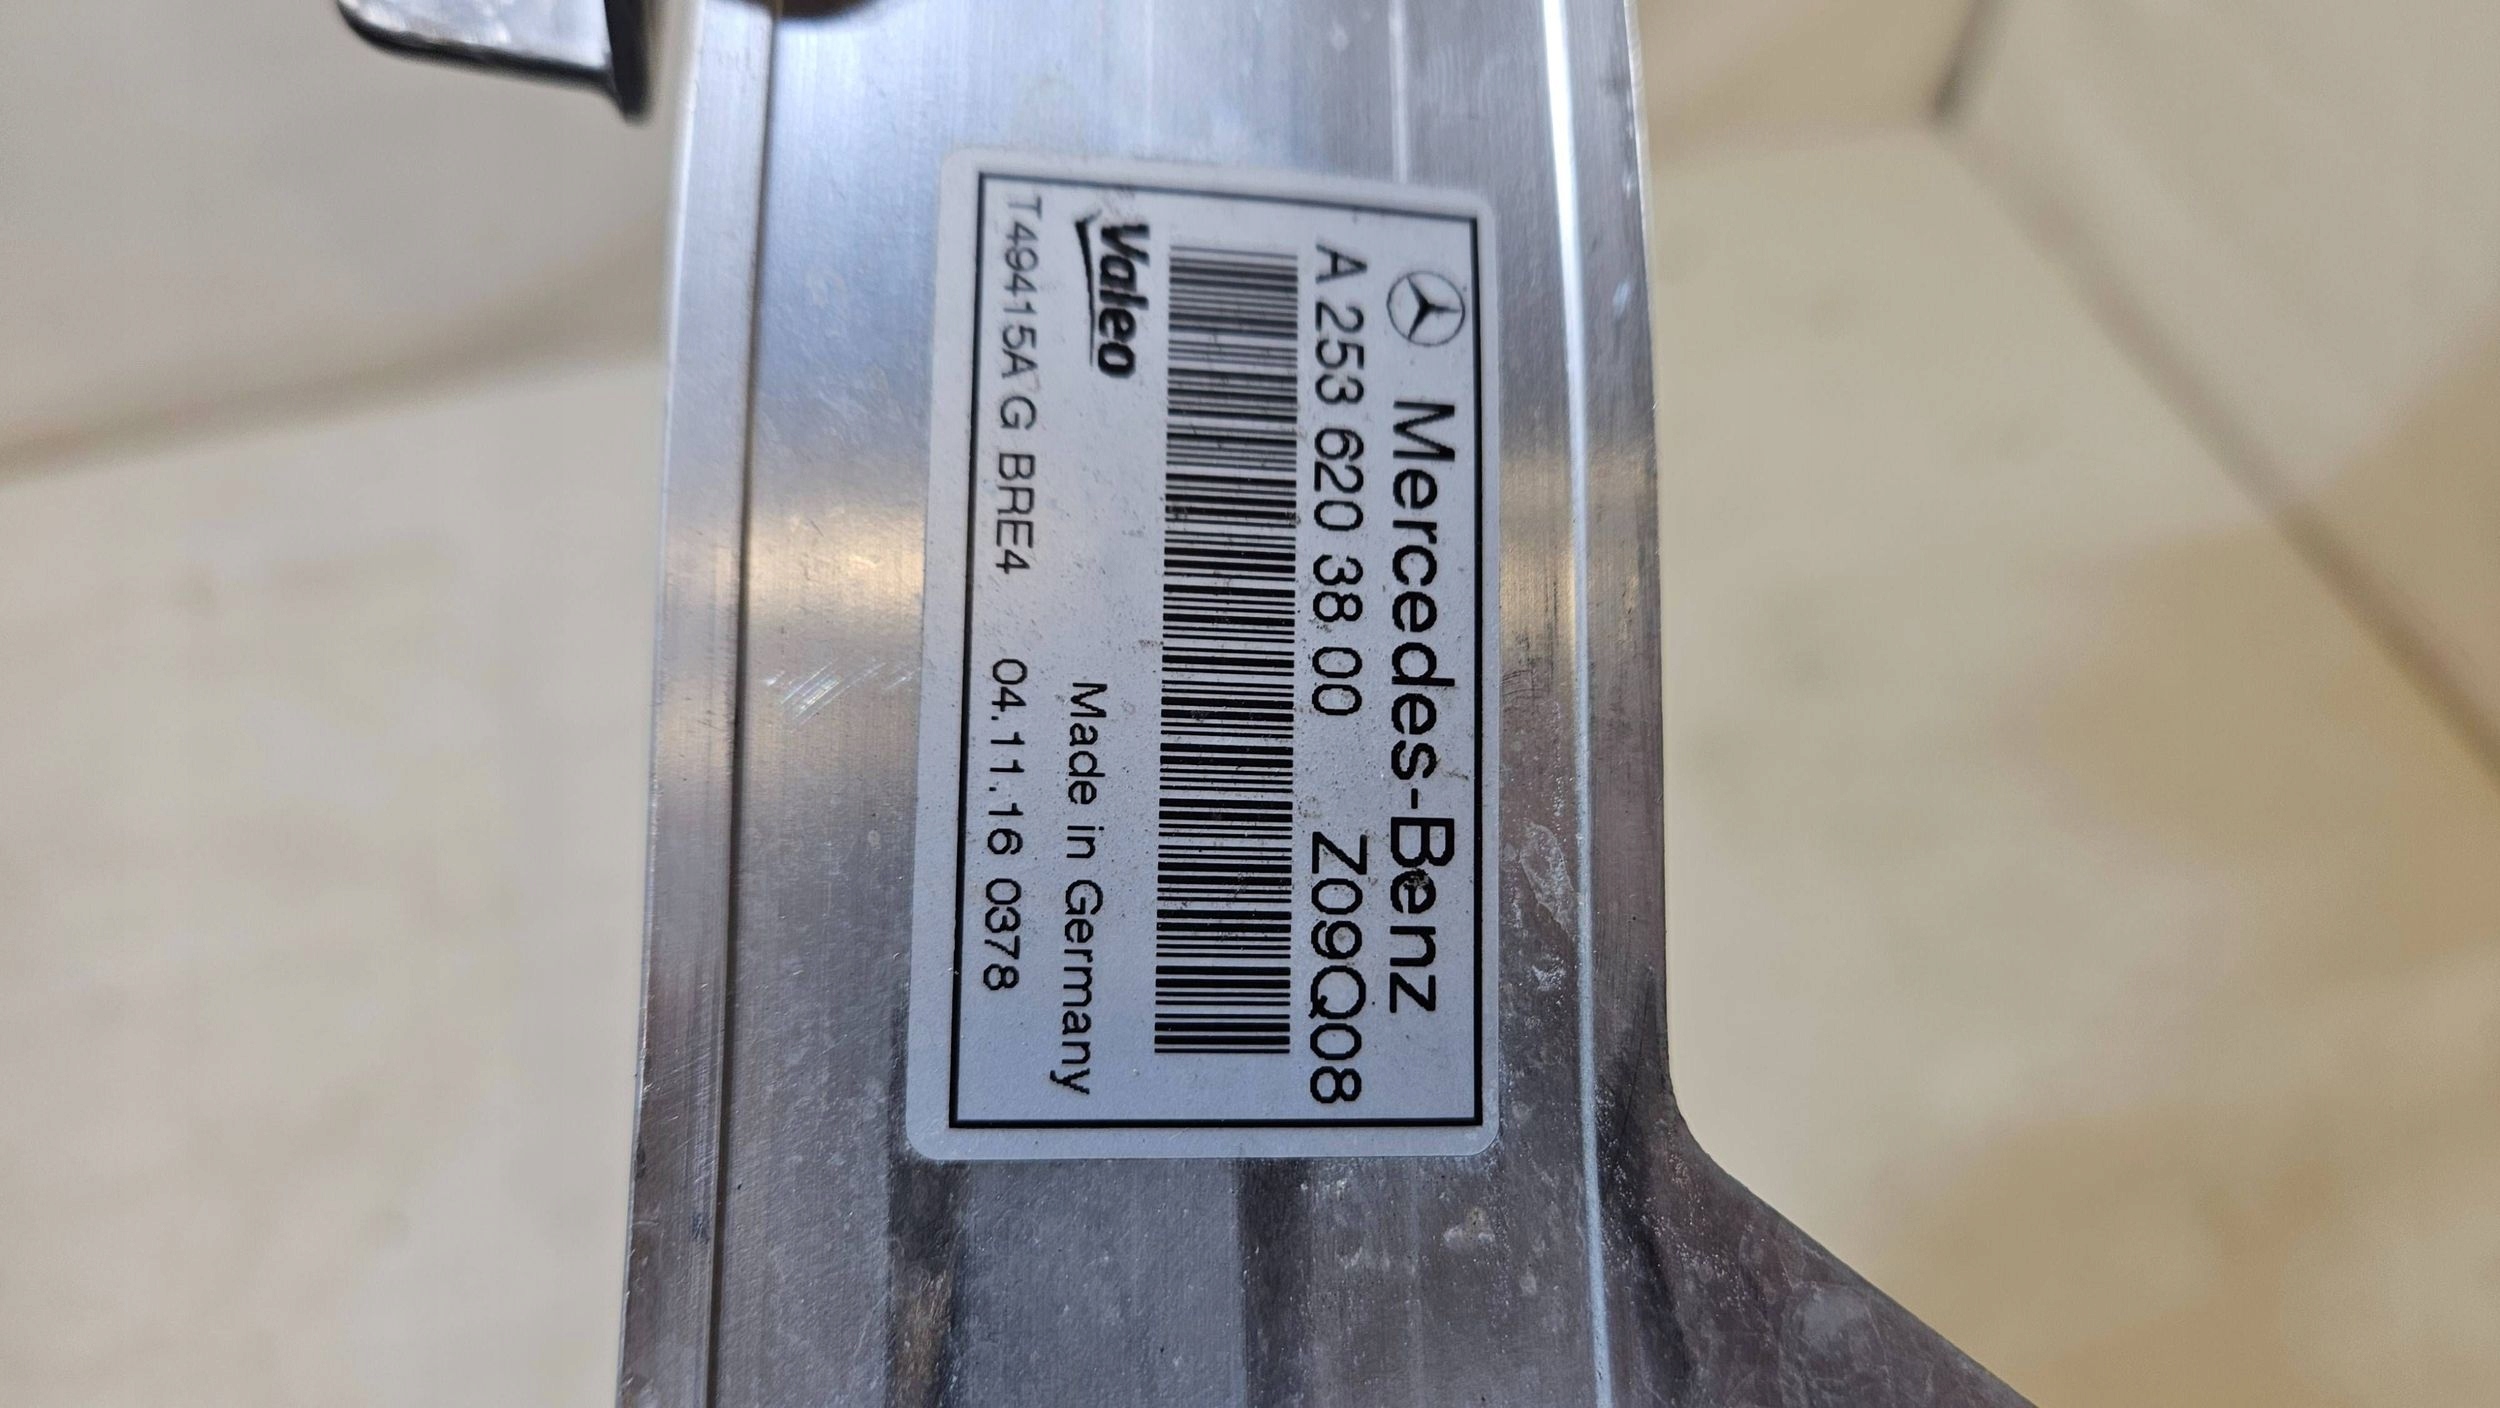 Mercedes-Benz
A 253 620 38 00 Z09Q08
Valeo
Made in Germany
T49415A G BRE4 04.11.16 0378